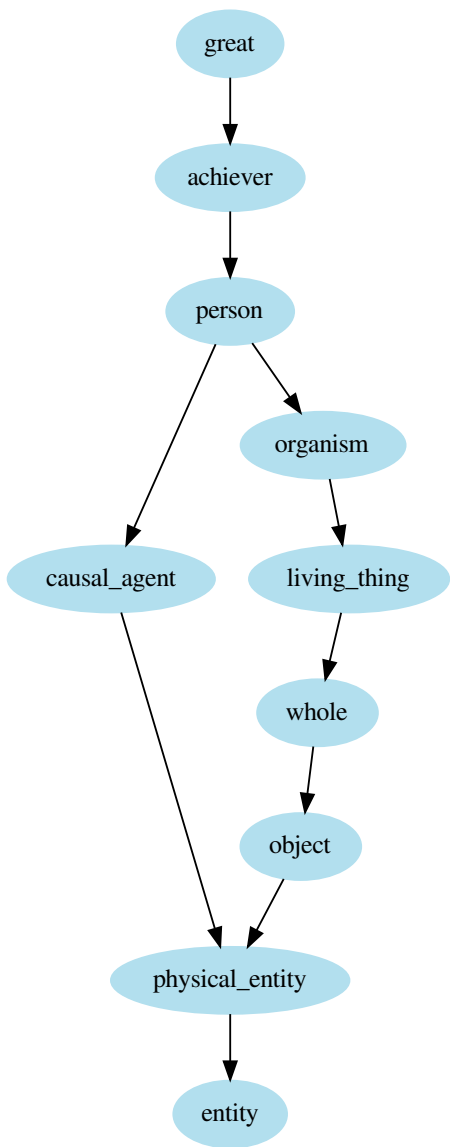 great
achiever
person
organism
causal_agent
living_thing
whole
object
physical_entity
entity